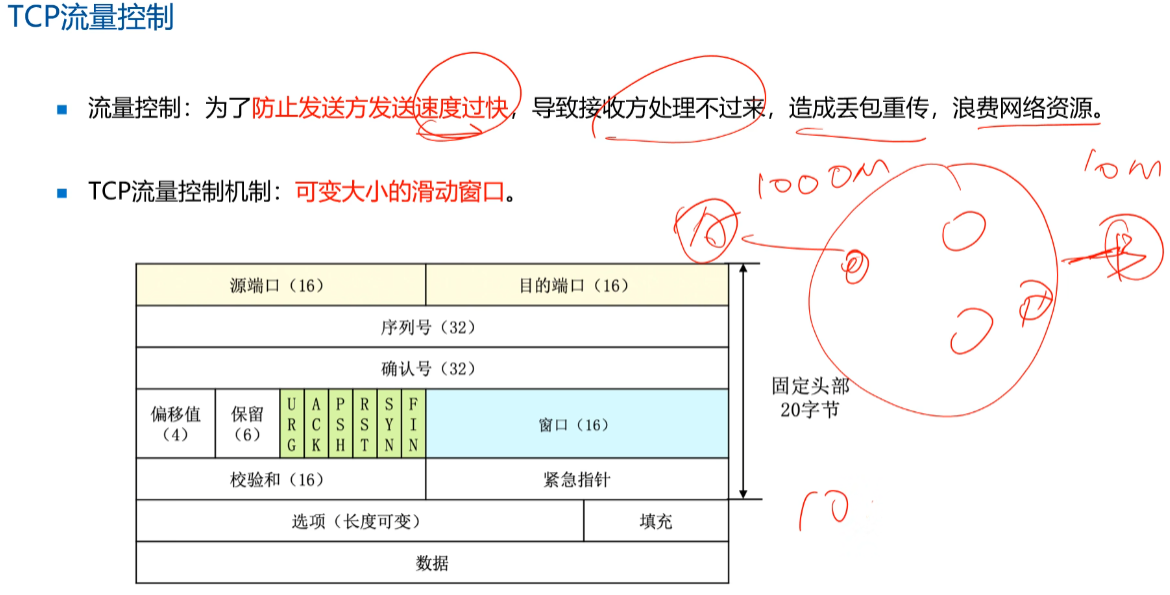 TCP流量控制
流量控制：为了防止发送方发送速度过快，导致接收方处理不过来，造成丢包重传，浪费网络资源。
1000M
10M
TCP流量控制机制：可变大小的滑动窗口。
源端口（16）
目的端口（16）
序列号（32）
确认号（32）
偏移值（4）
保留（6）
URG
ACK
PSH
RST
SYN
FIN
窗口（16）
固定头部
20字节
校验和（16）
紧急指针
10
选项（长度可变）
填充
数据